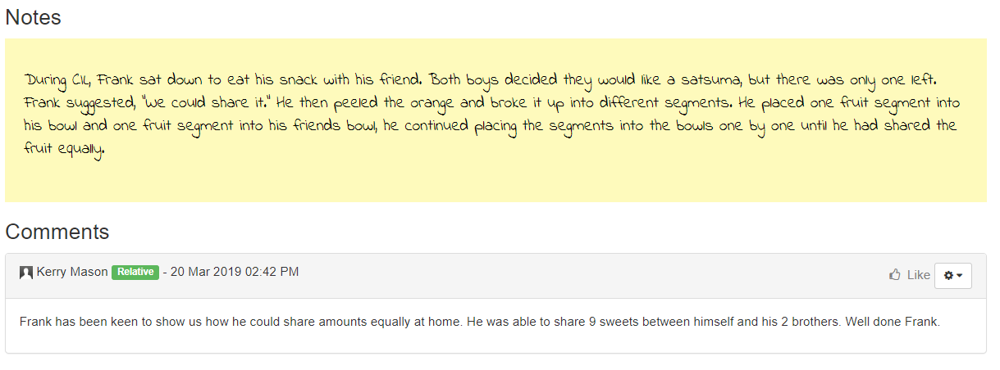 Notes
During CIL, Frank sat down to eat his snack with his friend. Both boys decided they would like a satsuma, but there was only one left.
Frank suggested, "We could share it." He then peeled the orange and broke it up into different segments. He placed one fruit segment into
his bowl and one fruit segment into his friends bowl, he continued placing the segments into the bowls one by one until he had shared the
fruit equally.
Comments
Kerry Mason Relative - 20 Mar 2019 02:42 PM Like
Frank has been keen to show us how he could share amounts equally at home. He was able to share 9 sweets between himself and his 2 brothers. Well done Frank.